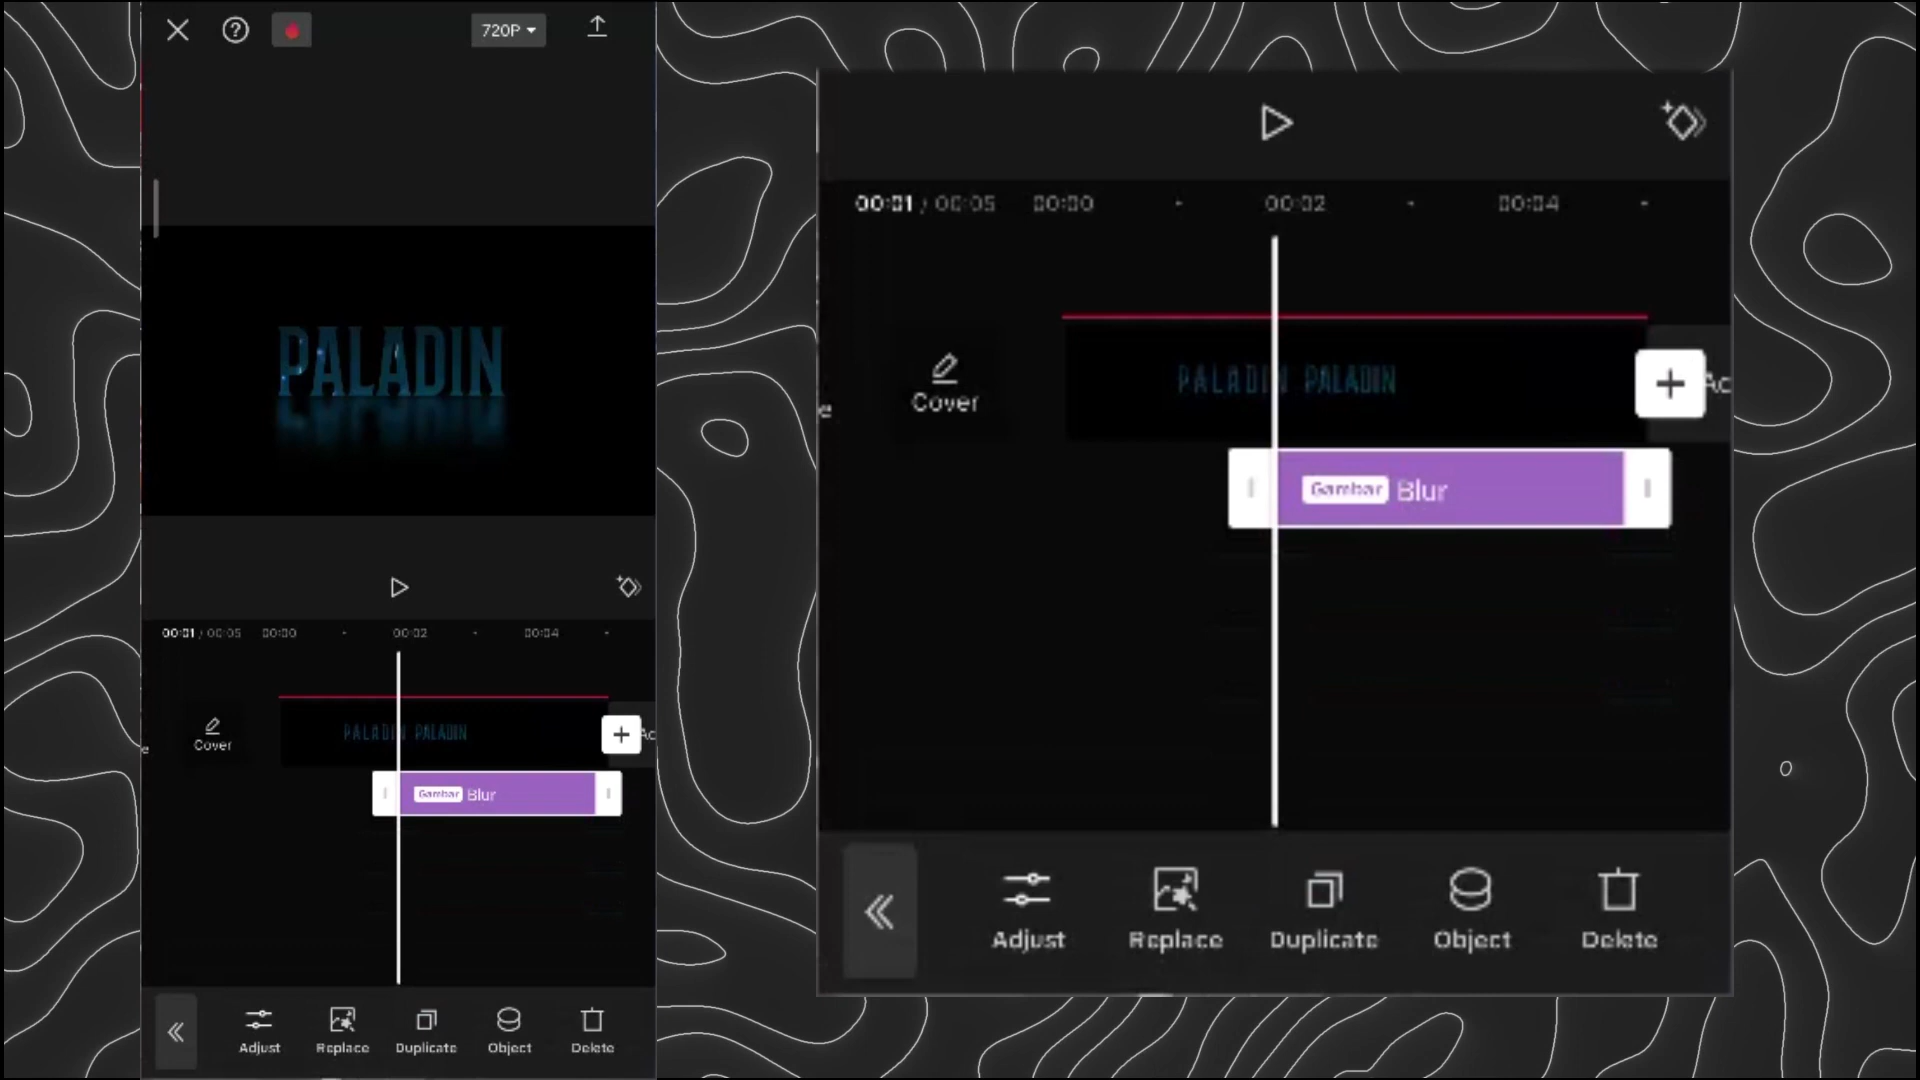 720P
PALADIN
00:01 / 00:05 00:00 00:02 00:04
PALADIN PALADIN
Cover
e
Ac
Gambar Blur
Adjust Replace Duplicate Object Delete
00:01 / 00:05 00:00 00:02 00:04
PALADIN PALADIN
Cover
e
Ac
Gambar Blur
Adjust Replace Duplicate Object Delete